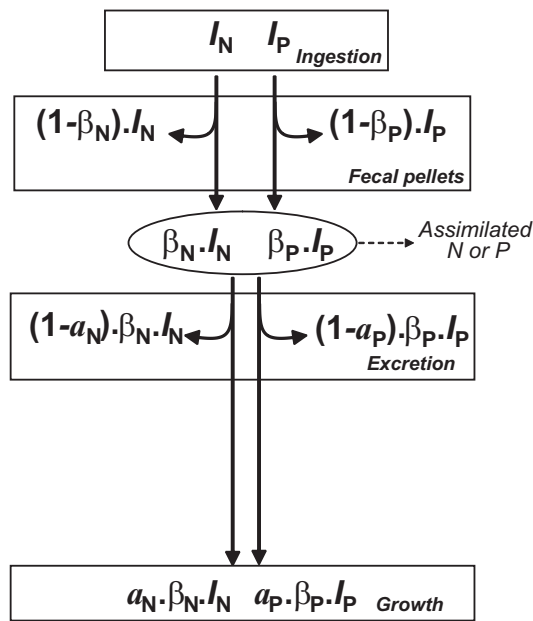 I_N I_P Ingestion
(1-β_N).I_N (1-β_P).I_P
Fecal pellets
β_N.I_N β_P.I_P
Assimilated
N or P
(1-a_N).β_N.I_N (1-a_P).β_P.I_P
Excretion
a_N.β_N.I_N a_P.β_P.I_P Growth